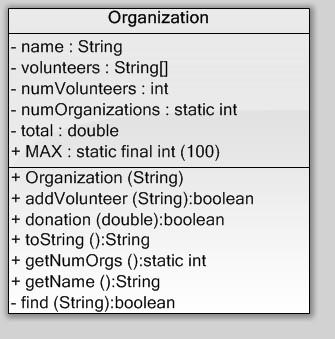 Organization
- name : String
- volunteers : String[]
- numVolunteers : int
- numOrganizations : static int
- total : double
+ MAX : static final int (100)
+ Organization (String)
+ addVolunteer (String):boolean
+ donation (double):boolean
+ toString ():String
+ getNumOrgs ():static int
+ getName ():String
- find (String):boolean